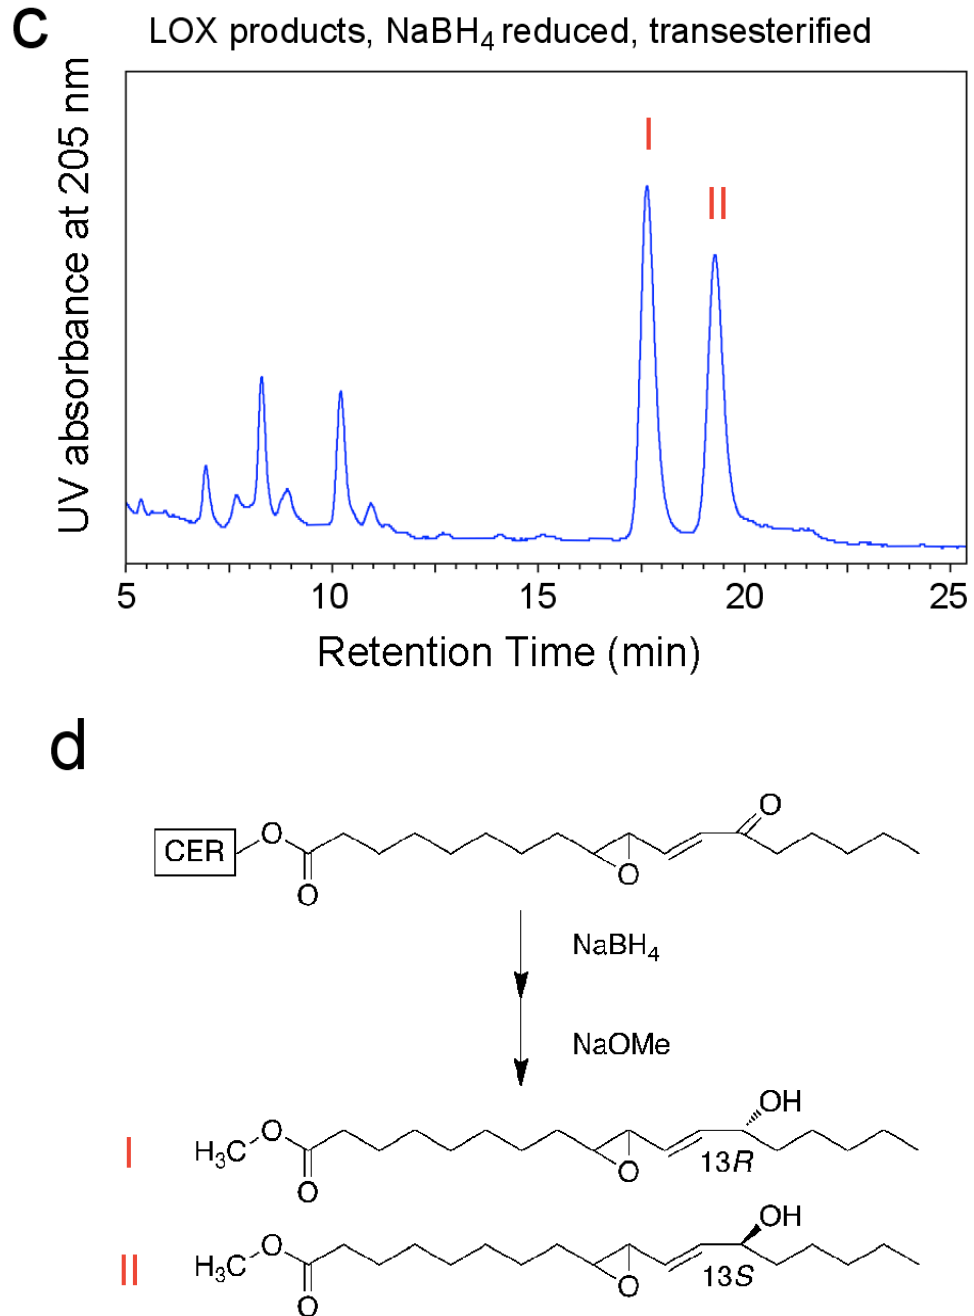 c
LOX products, NaBH4 reduced, transesterified
UV absorbance at 205 nm
I
II
5 10 15 20 25
Retention Time (min)
d
CER
O
O
O
O
NaBH4
NaOMe
I
H3C
O
O
O
OH
13R
II
H3C
O
O
O
OH
13S